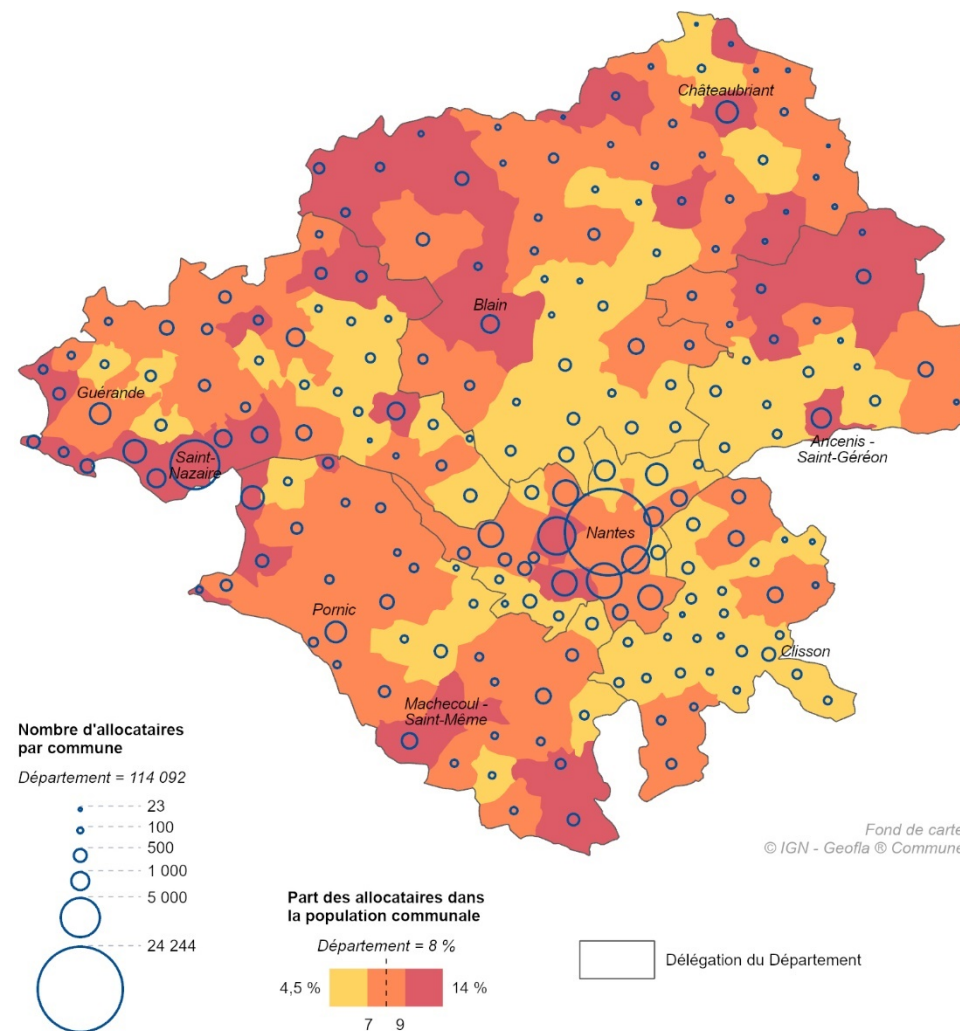 Châteaubriant
Blain
Guérande
Saint-
Nazaire
Ancenis -
Saint-Géréon
Nantes
Pornic
Clisson
Machecoul -
Saint-Même
Nombre d'allocataires
par commune
Département = 114 092
23
100
500
1 000
5 000
24 244
Part des allocataires dans
la population communale
Département = 8 %
4,5 %
14 %
7
9
Délégation du Département
Fond de carte
© IGN - Geofla ® Commune